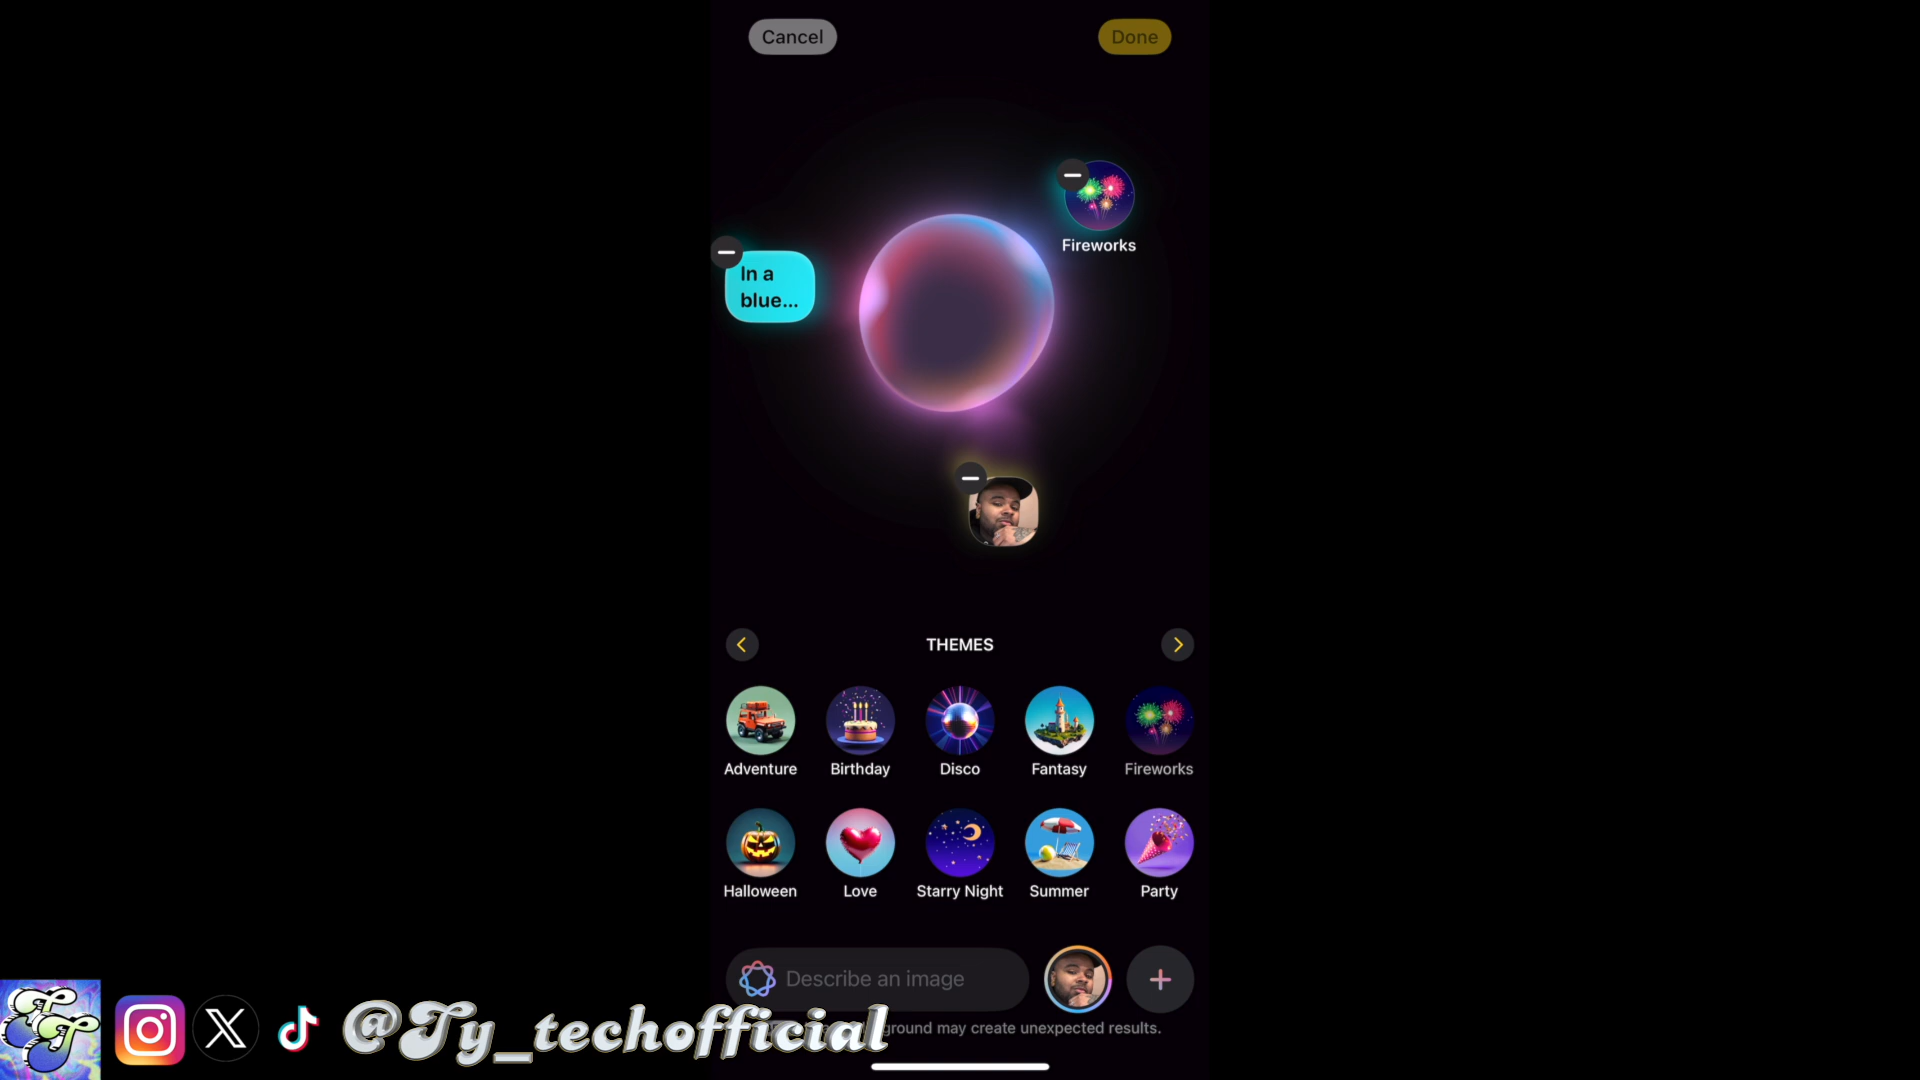 Cancel
Done
Fireworks
In a
blue...
THEMES
Adventure
Birthday
Disco
Fantasy
Fireworks
Halloween
Love
Starry Night
Summer
Party
Describe an image
ground may create unexpected results.
@Ty_techofficial